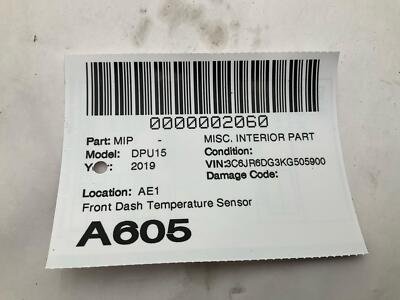 0000002060
Part: MIP - MISC. INTERIOR PART
Model: DPU15 Condition:
2019 VIN:3C6JR6DG3KG505900
Damage Code:
Location: AE1
Front Dash Temperature Sensor
A605